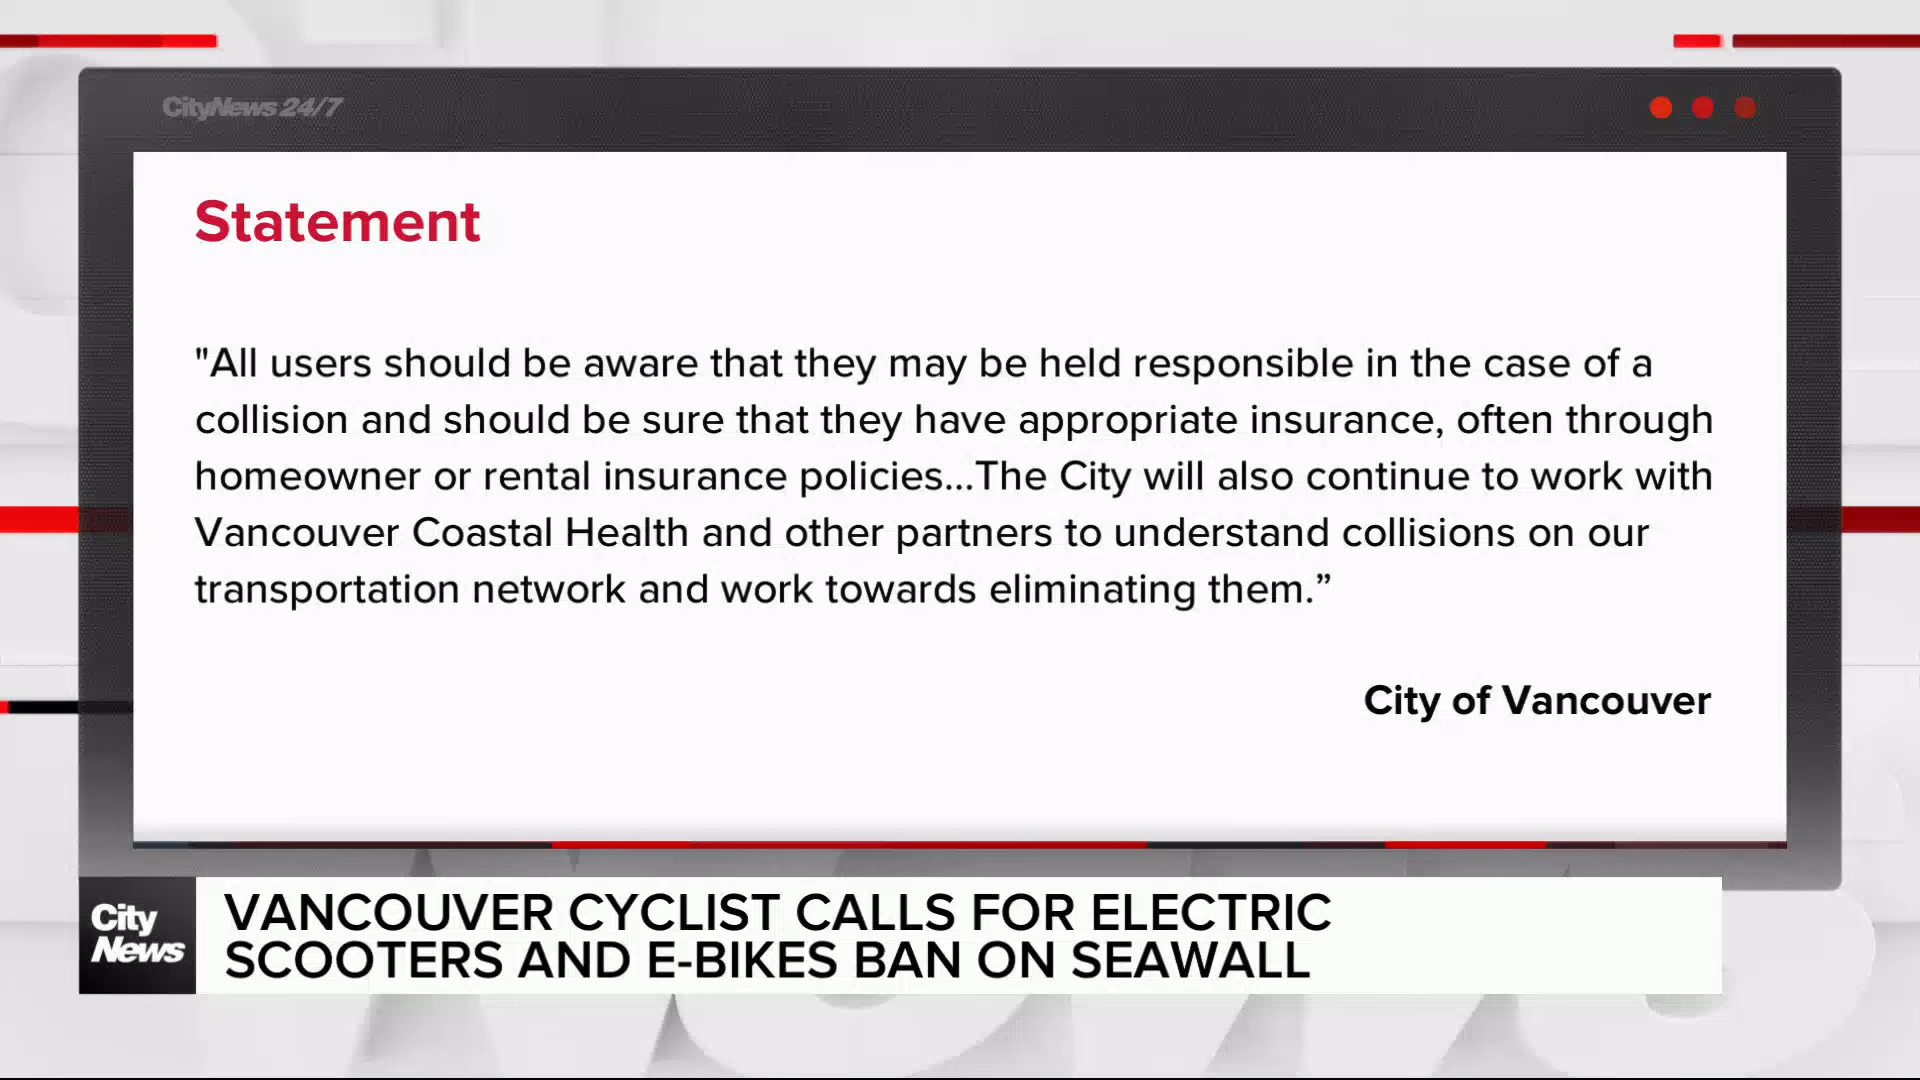 CityNews 24/7
Statement
"All users should be aware that they may be held responsible in the case of a
collision and should be sure that they have appropriate insurance, often through
homeowner or rental insurance policies...The City will also continue to work with
Vancouver Coastal Health and other partners to understand collisions on our
transportation network and work towards eliminating them.”
City of Vancouver
City
News
VANCOUVER CYCLIST CALLS FOR ELECTRIC
SCOOTERS AND E-BIKES BAN ON SEAWALL